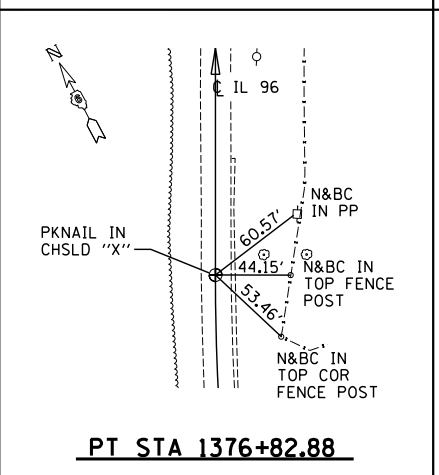 N
℄ IL 96
N&BC
IN PP
60.57'
PKNAIL IN
CHSLD "X"
44.15'
N&BC IN
TOP FENCE
POST
53.46'
N&BC IN
TOP COR
FENCE POST
PT STA 1376+82.88